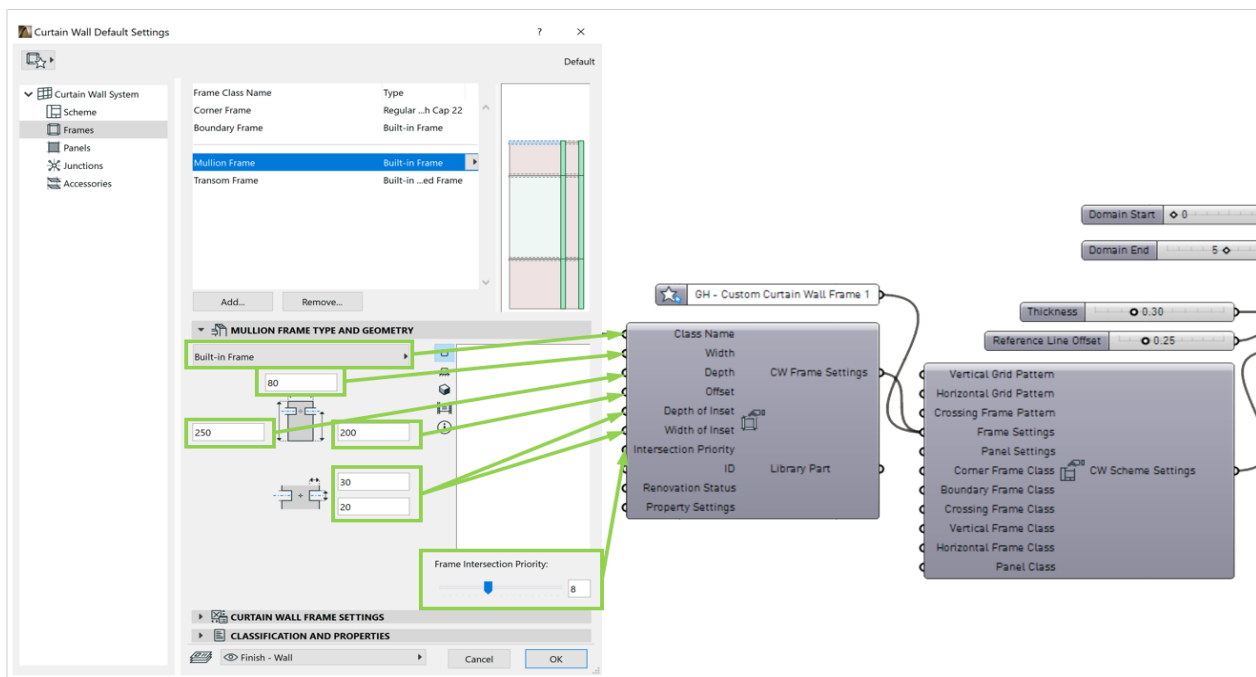 Curtain Wall Default Settings
?
Default
Curtain Wall System
Scheme
Frames
Panels
Junctions
Accessories
Frame Class Name Type
Corner Frame Regular ...h Cap 22
Boundary Frame Built-in Frame
Mullion Frame Built-in Frame
Transom Frame Built-in ...ed Frame
Add... Remove...
MULLION FRAME TYPE AND GEOMETRY
Built-in Frame
80
250
200
30
20
Frame Intersection Priority:
8
CURTAIN WALL FRAME SETTINGS
CLASSIFICATION AND PROPERTIES
Finish - Wall
Cancel
OK
GH - Custom Curtain Wall Frame 1
Class Name
Width
Depth
Offset
Depth of Inset
Width of Inset
Intersection Priority
ID
Renovation Status
Property Settings
CW Frame Settings
Library Part
Domain Start 0
Domain End 5
Thickness 0.30
Reference Line Offset 0.25
Vertical Grid Pattern
Horizontal Grid Pattern
Crossing Frame Pattern
Frame Settings
Panel Settings
Corner Frame Class
Boundary Frame Class
Crossing Frame Class
Vertical Frame Class
Horizontal Frame Class
Panel Class
CW Scheme Settings